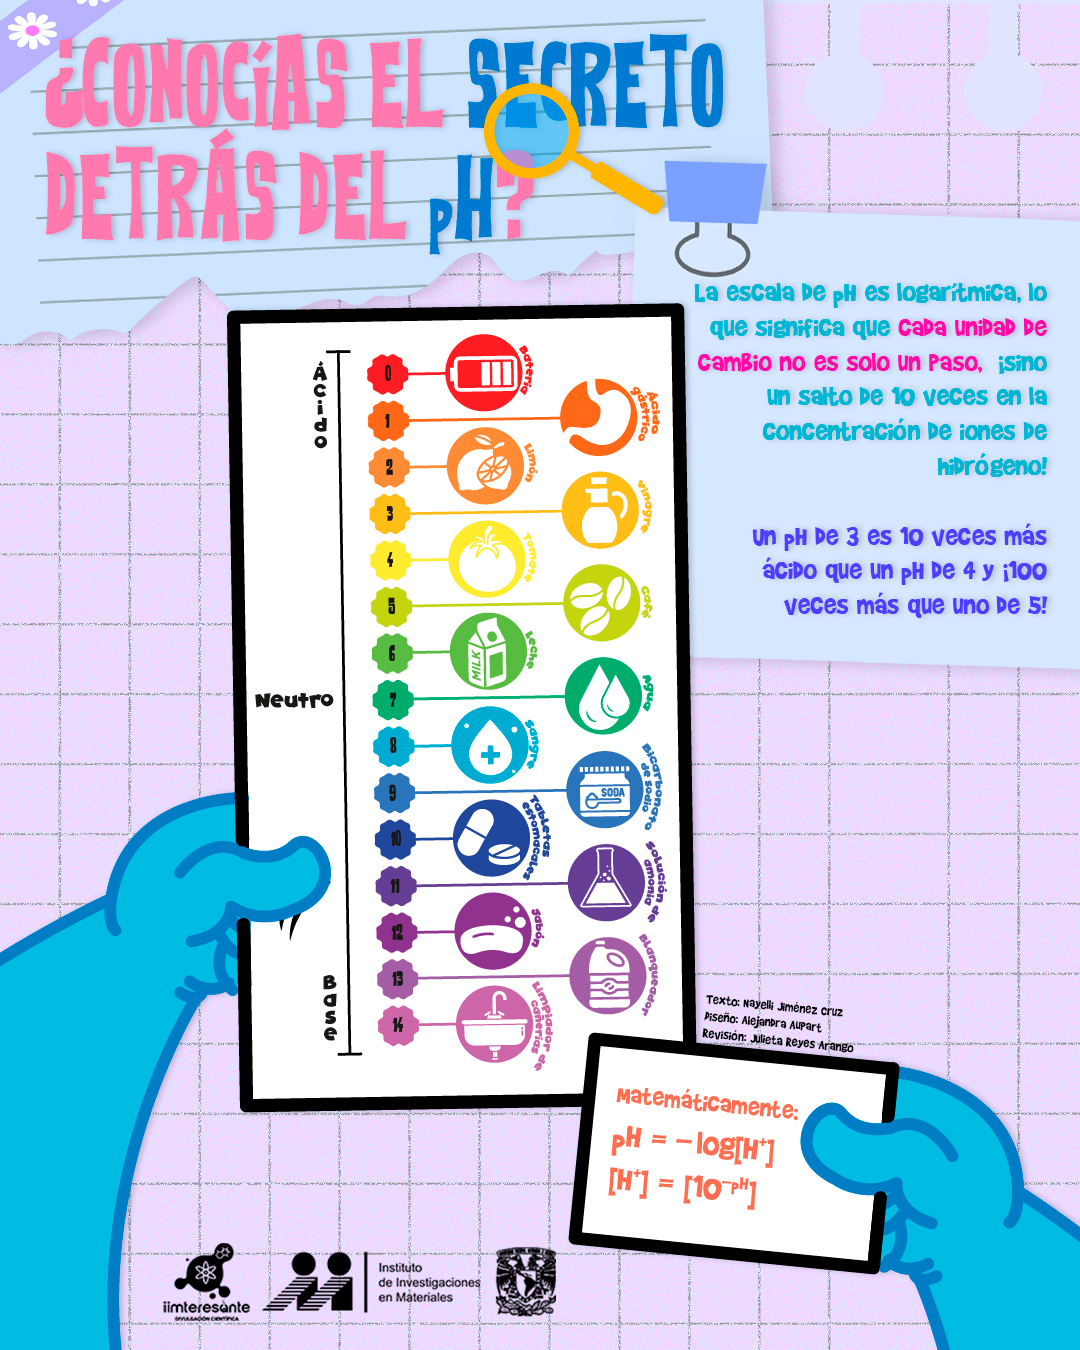 ¿CONOCÍAS EL SECRETO
DETRÁS DEL pH?
La escala de pH es logarítmica, lo
que significa que cada unidad de
cambio no es solo un paso, ¡sino
un salto de 10 veces en la
concentración de iones de
hidrógeno!
Un pH de 3 es 10 veces más
ácido que un pH de 4 y ¡100
veces más que uno de 5!
Ácido
Neutro
Base
0
Batería
1
Ácido
gástrico
2
Limón
3
Vinagre
4
Tomate
5
Café
6
MILK
Leche
7
Agua
8
Sangre
9
SODA
Bicarbonato
de sodio
10
Tabletas
estomacales
11
Solución de
amonia
12
Jabón
13
Blanqueador
14
Limpiador de
cañerías
Texto: Nayelli Jiménez Cruz
Diseño: Alejandra Aupart
Revisión: Julieta Reyes Arango
Matemáticamente:
pH = −log[H⁺]
[H⁺] = [10⁻ᵖᴴ]
iimteresante
DIVULGACIÓN CIENTÍFICA
Instituto
de Investigaciones
en Materiales